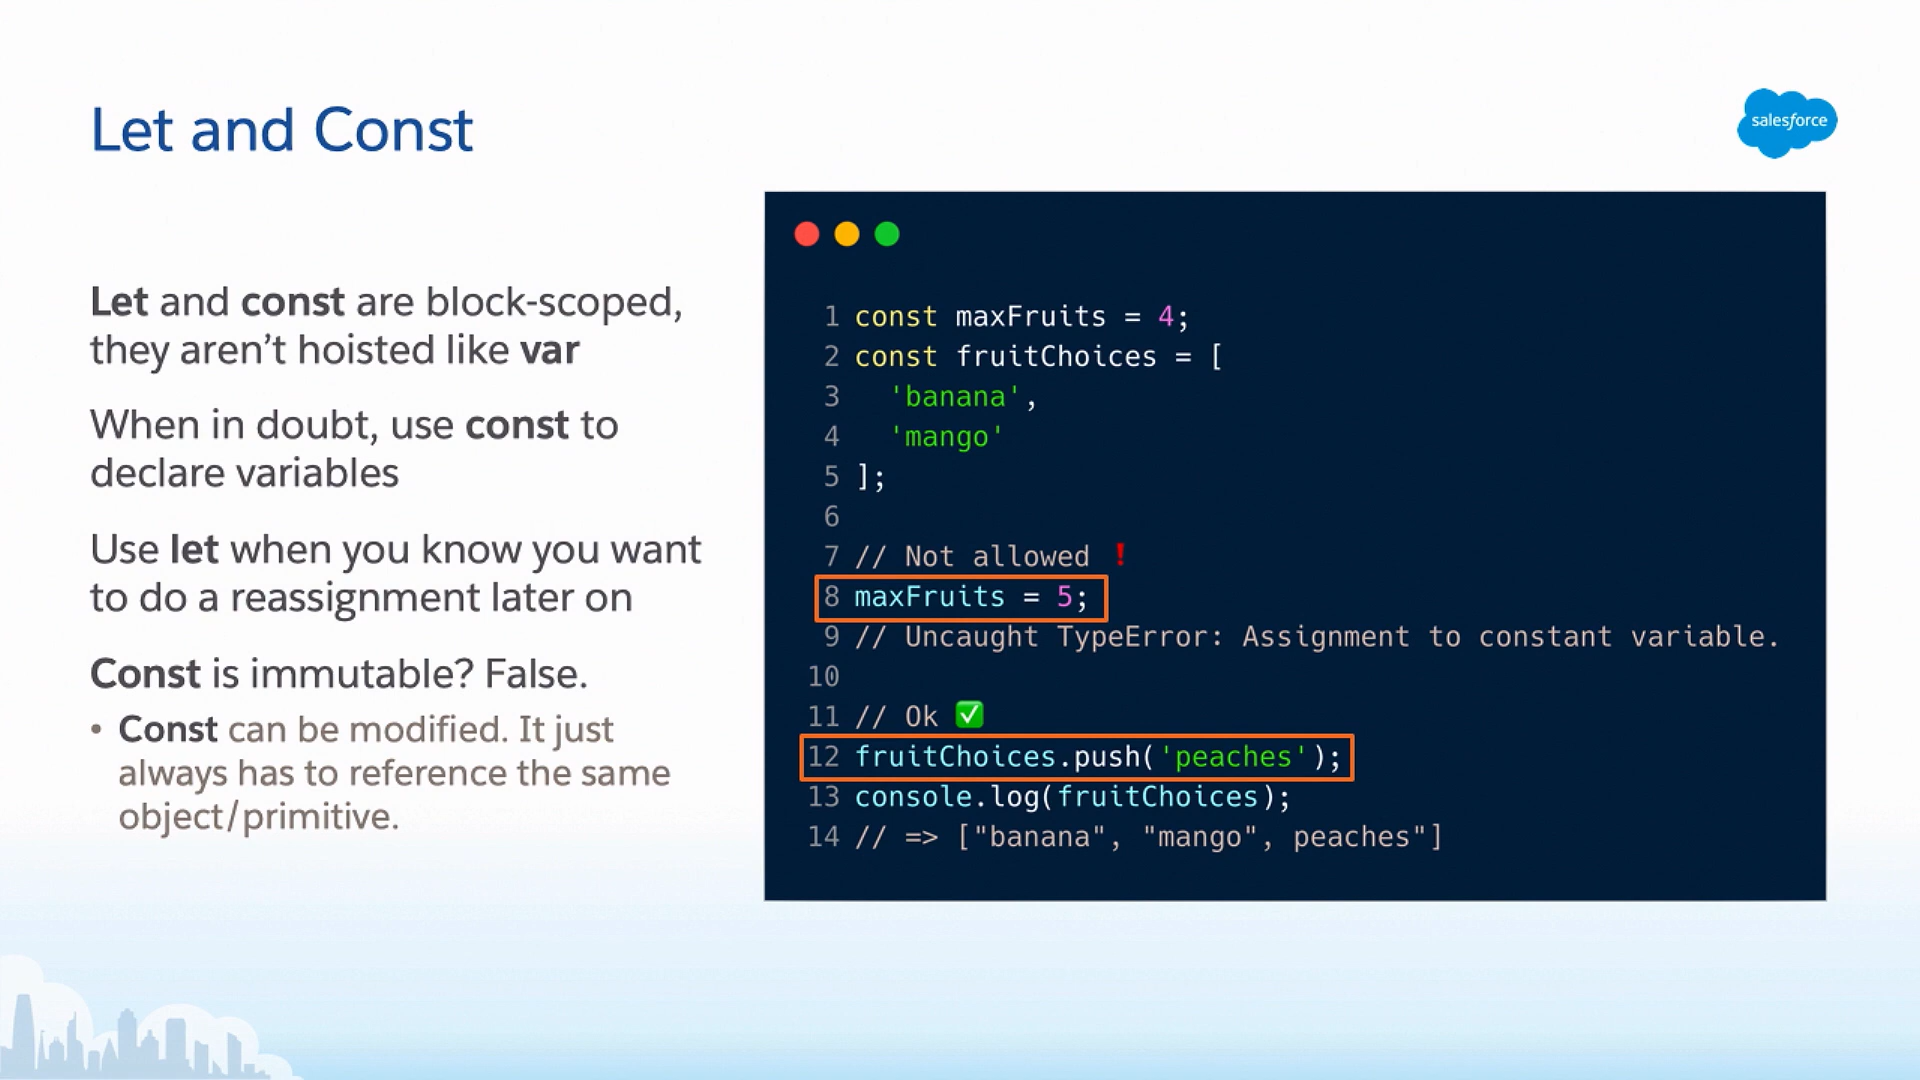 Let and Const
salesforce
Let and const are block-scoped,
they aren’t hoisted like var
When in doubt, use const to
declare variables
Use let when you know you want
to do a reassignment later on
Const is immutable? False.
• Const can be modified. It just
always has to reference the same
object/primitive.
1 const maxFruits = 4;
2 const fruitChoices = [
3   'banana',
4   'mango'
5 ];
6
7 // Not allowed ❗
8 maxFruits = 5;
9 // Uncaught TypeError: Assignment to constant variable.
10
11 // Ok ✅
12 fruitChoices.push('peaches');
13 console.log(fruitChoices);
14 // => ["banana", "mango", peaches"]